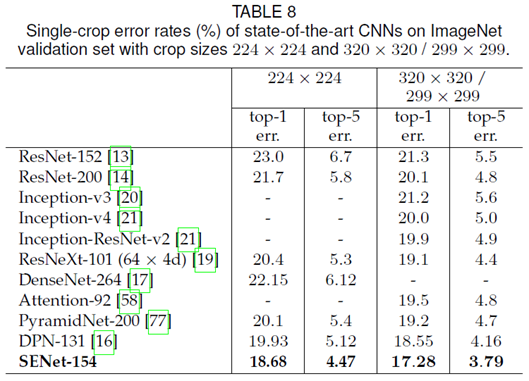 TABLE 8
Single-crop error rates (%) of state-of-the-art CNNs on ImageNet
validation set with crop sizes 224 × 224 and 320 × 320 / 299 × 299.
224 × 224 320 × 320 /
299 × 299
top-1 top-5 top-1 top-5
err. err. err. err.
ResNet-152 [13] 23.0 6.7 21.3 5.5
ResNet-200 [14] 21.7 5.8 20.1 4.8
Inception-v3 [20] - - 21.2 5.6
Inception-v4 [21] - - 20.0 5.0
Inception-ResNet-v2 [21] - - 19.9 4.9
ResNeXt-101 (64 × 4d) [19] 20.4 5.3 19.1 4.4
DenseNet-264 [17] 22.15 6.12 - -
Attention-92 [58] - - 19.5 4.8
PyramidNet-200 [77] 20.1 5.4 19.2 4.7
DPN-131 [16] 19.93 5.12 18.55 4.16
SENet-154 18.68 4.47 17.28 3.79